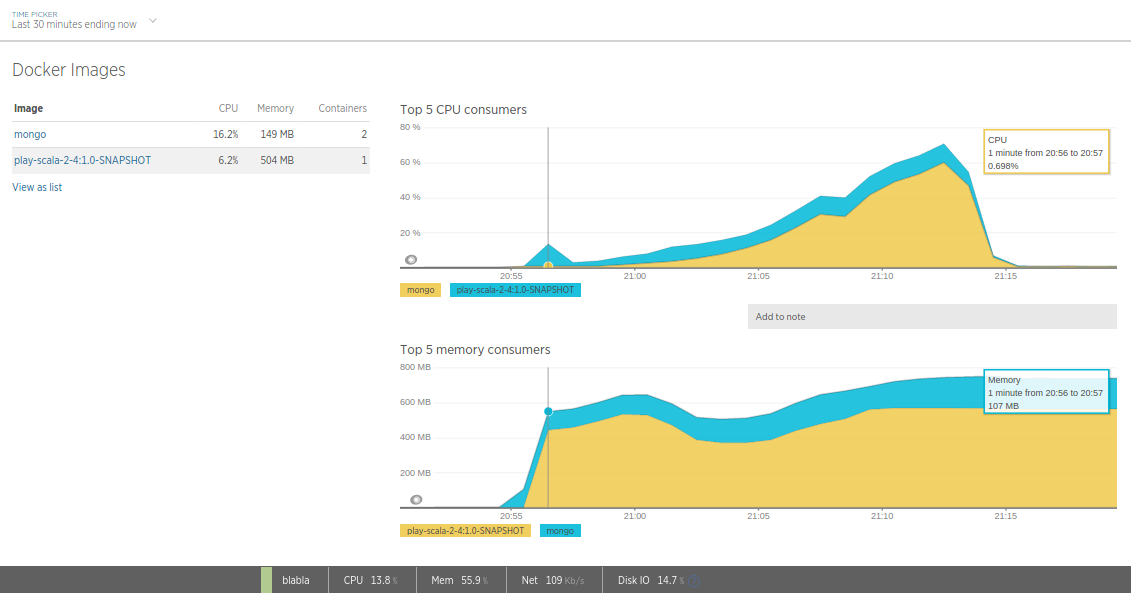 TIME PICKER
Last 30 minutes ending now
Docker Images
Image CPU Memory Containers
mongo 16.2% 149 MB 2
play-scala-2-4:1.0-SNAPSHOT 6.2% 504 MB 1
View as list
Top 5 CPU consumers
80 %
60 %
40 %
20 %
CPU
1 minute from 20:56 to 20:57
0.698%
20:55 21:00 21:05 21:10 21:15
mongo play-scala-2-4:1.0-SNAPSHOT
Add to note
Top 5 memory consumers
800 MB
600 MB
400 MB
200 MB
Memory
1 minute from 20:56 to 20:57
107 MB
20:55 21:00 21:05 21:10 21:15
play-scala-2-4:1.0-SNAPSHOT mongo
blabla CPU 13.8 % Mem 55.9 % Net 109 Kb/s Disk IO 14.7 %